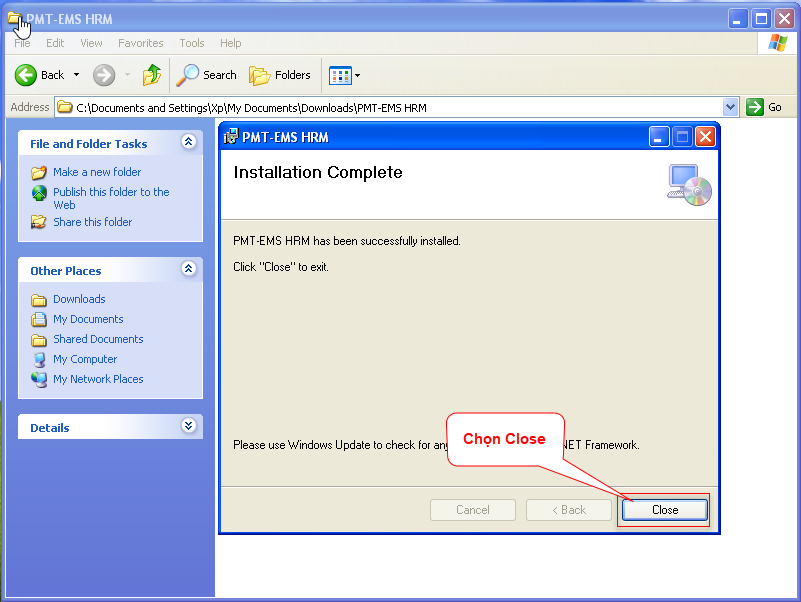 PMT-EMS HRM
File Edit View Favorites Tools Help
Back Search Folders
Address C:\Documents and Settings\Xp\My Documents\Downloads\PMT-EMS HRM Go
File and Folder Tasks
Make a new folder
Publish this folder to the
Web
Share this folder
Other Places
Downloads
My Documents
Shared Documents
My Computer
My Network Places
Details
PMT-EMS HRM
Installation Complete
PMT-EMS HRM has been successfully installed.
Click "Close" to exit.
Please use Windows Update to check for any NET Framework.
Chọn Close
Cancel < Back Close